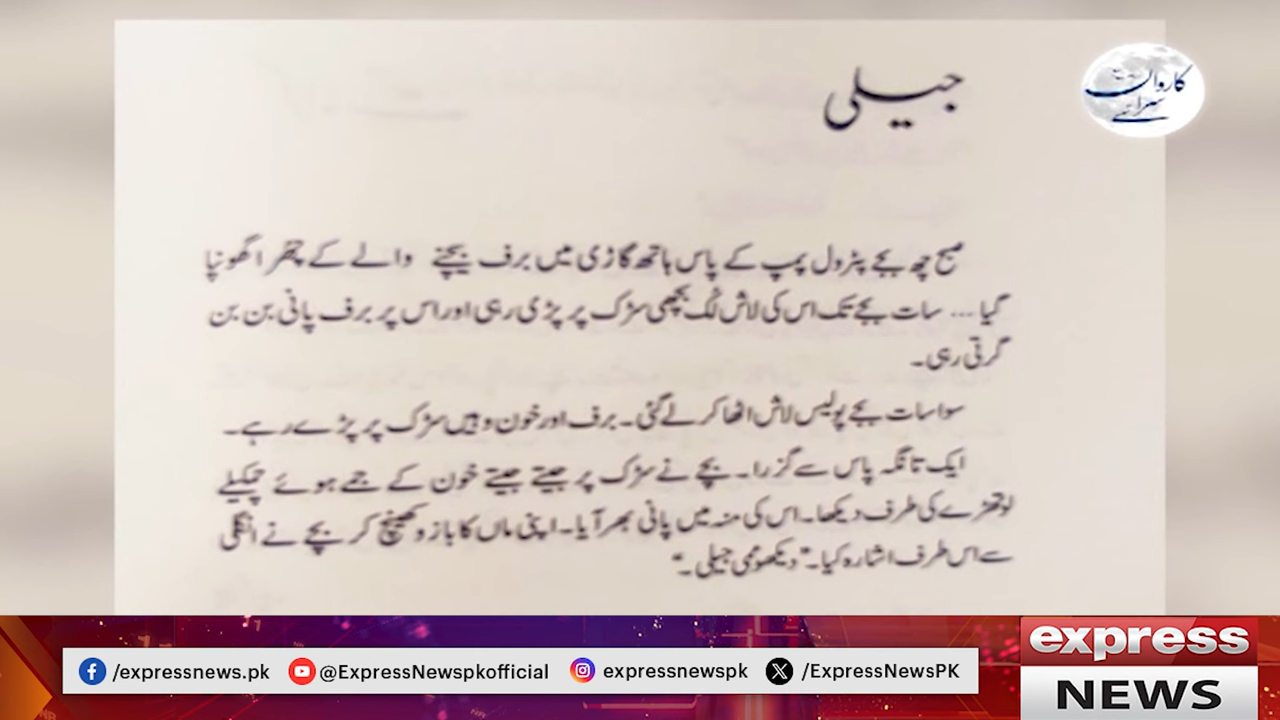 جیلی
کاروان
سرائے
صبح چھ بجے پٹرول پمپ کے پاس ہاتھ گاڑی میں برف بیچنے والے کے چھرا گھونپا
گیا ... سات بجے تک اس کی لاش لُک بچھی سڑک پر پڑی رہی اور اس پر برف پانی بن بن
گرتی رہی۔
سوا سات بجے پولیس لاش اٹھا کر لے گئی۔ برف اور خون وہیں سڑک پر پڑے رہے۔
ایک تانگہ پاس سے گزرا۔ بچے نے سڑک پر جیتے جیتے خون کے جمے ہوئے چمکیلے
لوتھڑے کی طرف دیکھا۔ اس کی منہ میں پانی بھر آیا۔ اپنی ماں کا بازو کھینچ کر بچے نے انگلی
سے اس طرف اشارہ کیا۔ "دیکھو ممی جیلی۔"
/expressnews.pk
@ExpressNewspkofficial
expressnewspk
/ExpressNewsPK
express
NEWS